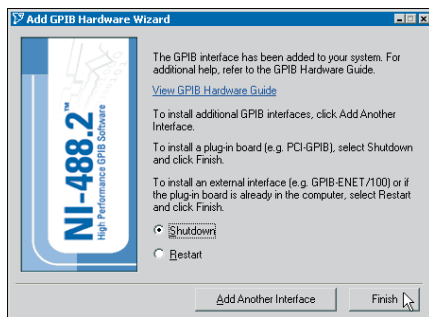 Add GPIB Hardware Wizard
NI-488.2™
High Performance GPIB Software
The GPIB interface has been added to your system. For
additional help, refer to the GPIB Hardware Guide.
View GPIB Hardware Guide
To install additional GPIB interfaces, click Add Another
Interface.
To install a plug-in board (e.g. PCI-GPIB), select Shutdown
and click Finish.
To install an external interface (e.g. GPIB-ENET/100) or if
the plug-in board is already in the computer, select Restart
and click Finish.
Shutdown
Restart
Add Another Interface
Finish